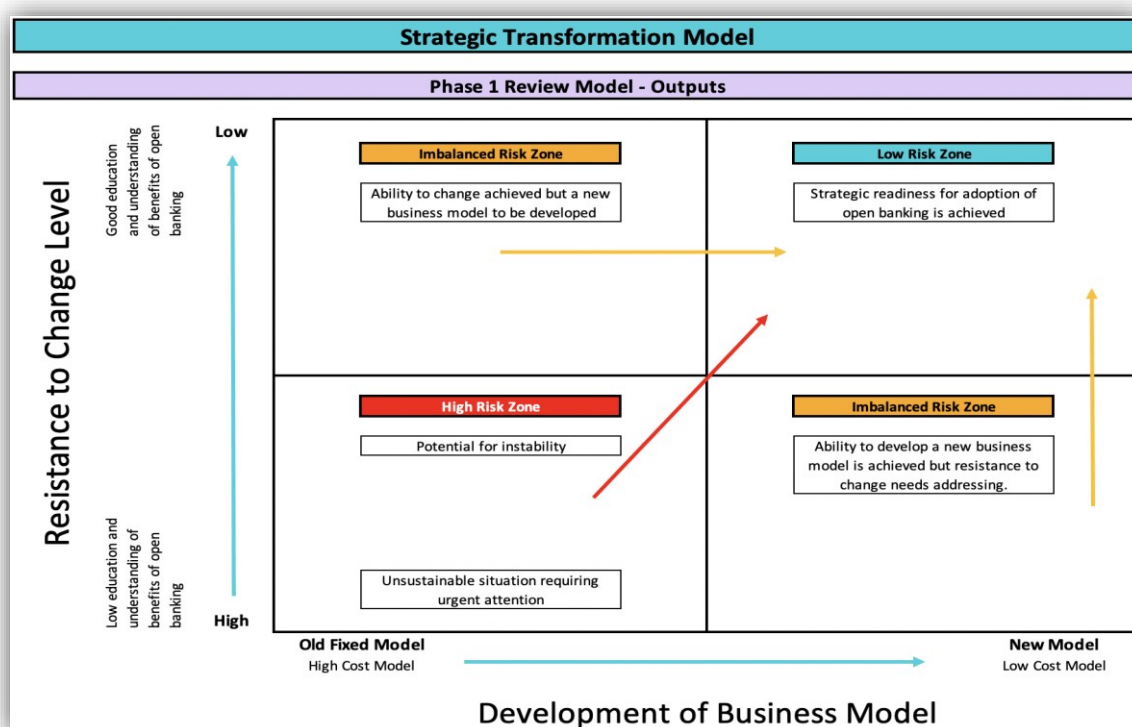 Strategic Transformation Model
Phase 1 Review Model - Outputs
Resistance to Change Level
Good education
and understanding
of benefits of open
banking
Low education and
understanding of
benefits of open
banking
Low
High
Imbalanced Risk Zone
Ability to change achieved but a new
business model to be developed
Low Risk Zone
Strategic readiness for adoption of
open banking is achieved
High Risk Zone
Potential for instability
Unsustainable situation requiring
urgent attention
Imbalanced Risk Zone
Ability to develop a new business
model is achieved but resistance to
change needs addressing.
Old Fixed Model
High Cost Model
New Model
Low Cost Model
Development of Business Model